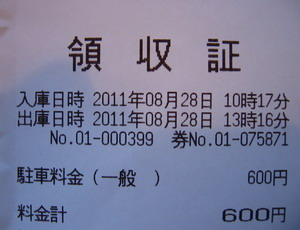 領収証
入庫日時 2011年08月28日 10時17分
出庫日時 2011年08月28日 13時16分
No.01-000399 券No.01-075871
駐車料金(一般 ) 600円
料金計 600円